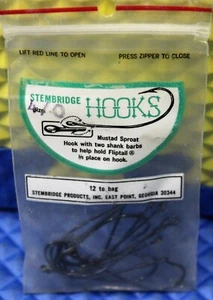 LIFT RED LINE TO OPEN PRESS ZIPPER TO CLOSE
STEMBRIDGE HOOKS
Size
Mustad Sproat
Hook with two shank barbs
to help hold Fliptail ®
in place on hook.
12 to bag
STEMBRIDGE PRODUCTS, INC. EAST POINT, GEORGIA 30344